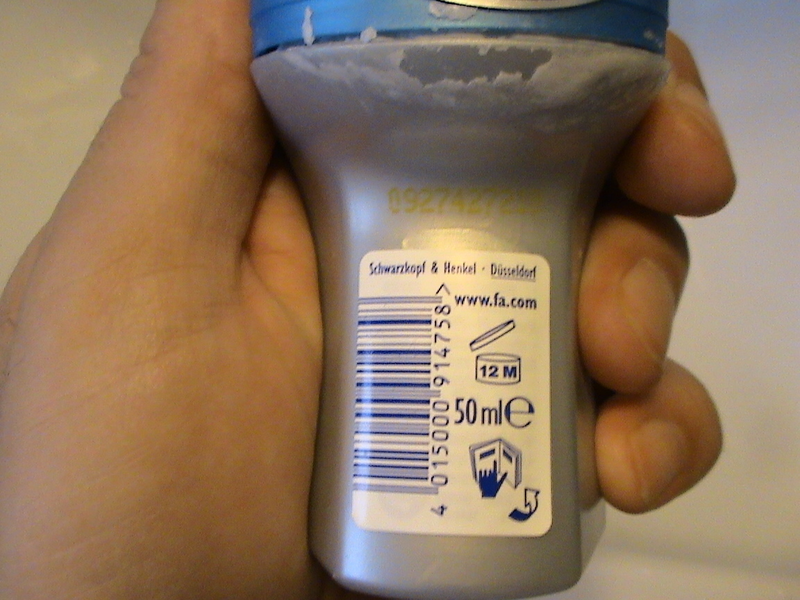 Schwarzkopf & Henkel · Düsseldorf
www.fa.com
12 M
50 ml e
4 015000 914758 >